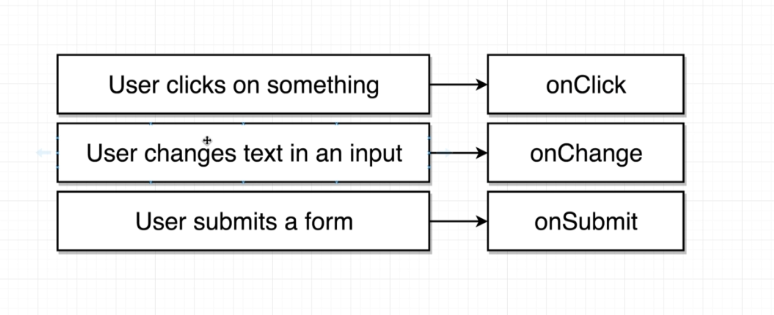 User clicks on something
onClick
User changes text in an input
onChange
User submits a form
onSubmit